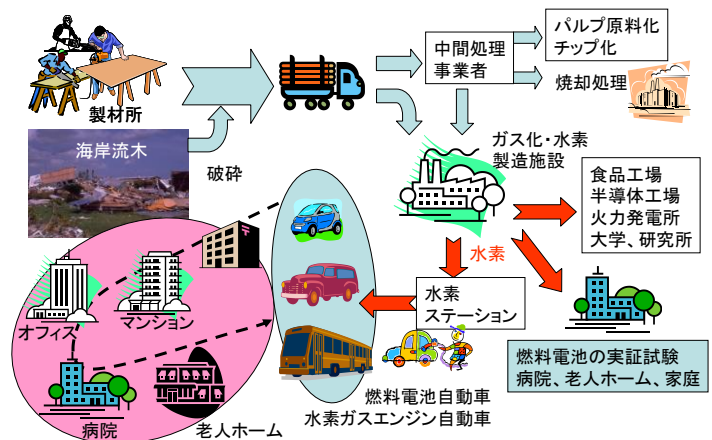 製材所
海岸流木
破砕
中間処理
事業者
パルプ原料化
チップ化
焼却処理
ガス化・水素
製造施設
食品工場
半導体工場
火力発電所
大学、研究所
水素
水素
ステーション
燃料電池自動車
水素ガスエンジン自動車
燃料電池の実証試験
病院、老人ホーム、家庭
〒
オフィス
マンション
病院
老人ホーム